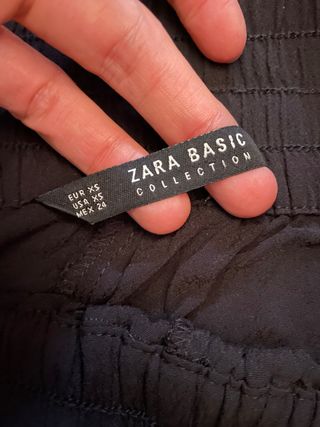 ZARA BASIC
COLLECTION
EUR XS
USA XS
MEX 24